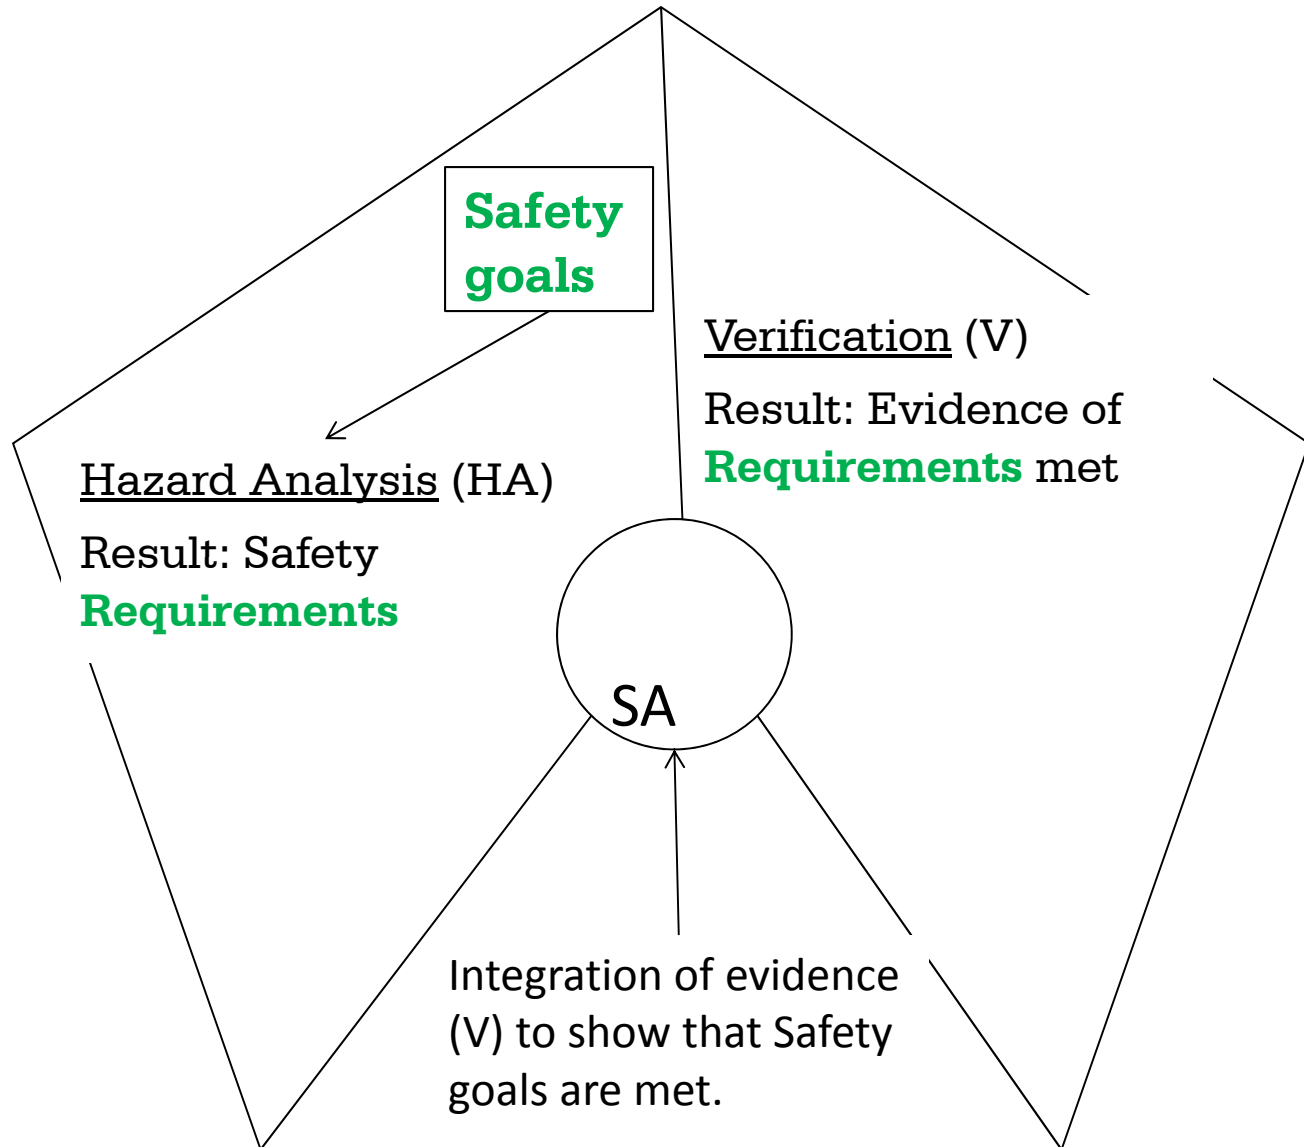 Safety
goals
Verification (V)
Result: Evidence of
Requirements met
Hazard Analysis (HA)
Result: Safety
Requirements
SA
Integration of evidence
(V) to show that Safety
goals are met.